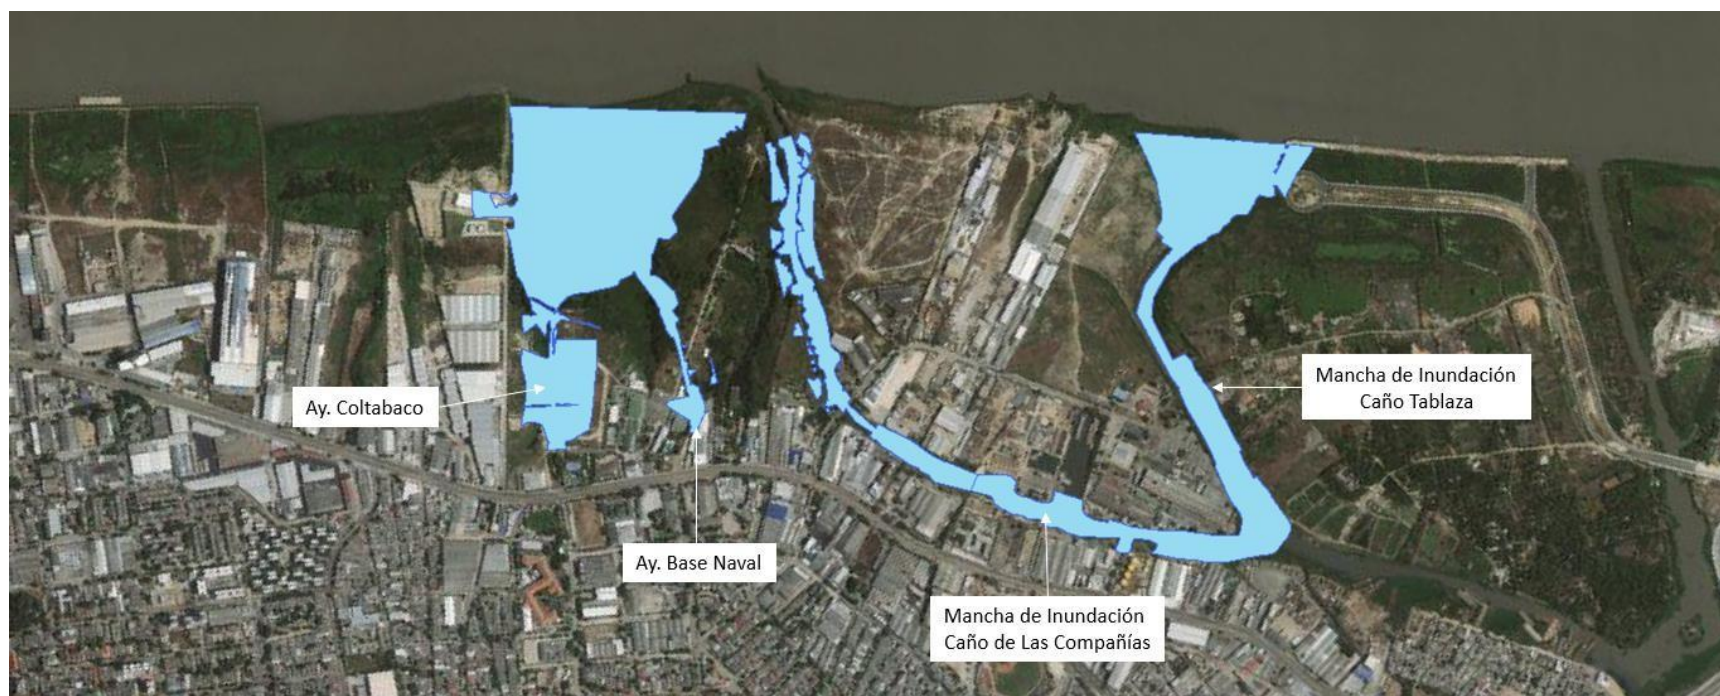 Ay. Coltabaco
Mancha de Inundación
Caño Tablaza
Ay. Base Naval
Mancha de Inundación
Caño de Las Compañías